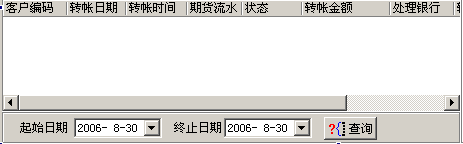 客户编码 转帐日期 转帐时间 期货流水 状态 转帐金额 处理银行
起始日期 2006- 8-30 终止日期 2006- 8-30 查询